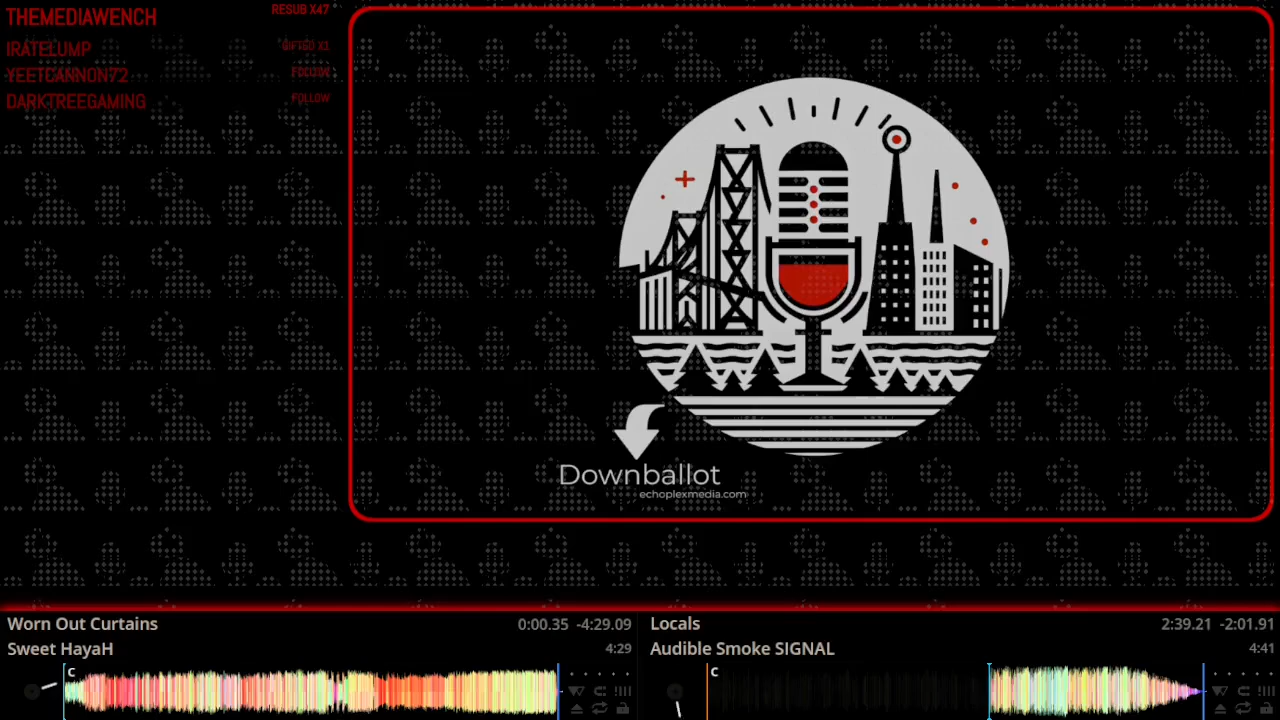 THEMEDIAWENCH RESUB X47
IRATELUMP GIFTED X1
YEETCANNON72 FOLLOW
DARKTREEGAMING FOLLOW
Downballot
echoplexmedia.com
Worn Out Curtains 0:00.35 -4:29.09
Sweet HayaH 4:29
C
Locals 2:39.21 -2:01.91
Audible Smoke SIGNAL 4:41
C